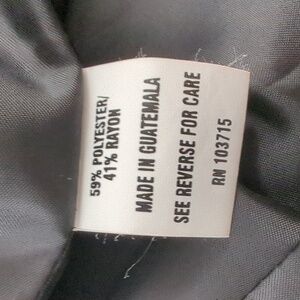 59% POLYESTER/
41% RAYON
MADE IN GUATEMALA
SEE REVERSE FOR CARE
RN 103715